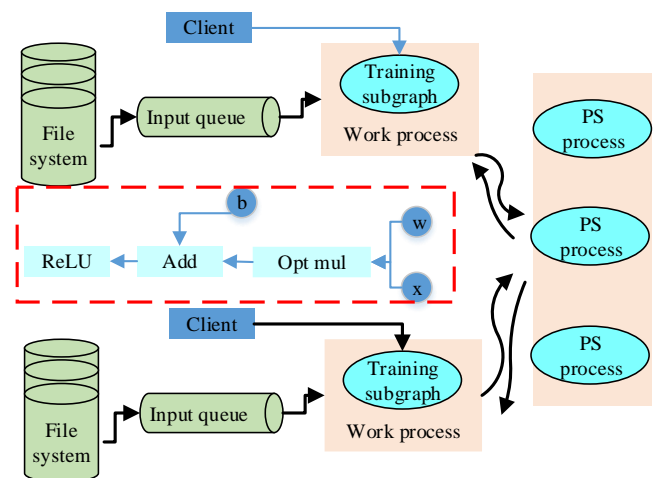 Client
Training
subgraph
Work process
Input queue
File
system
PS
process
b
w
ReLU
Add
Opt mul
x
PS
process
Client
Training
subgraph
Work process
Input queue
File
system
PS
process